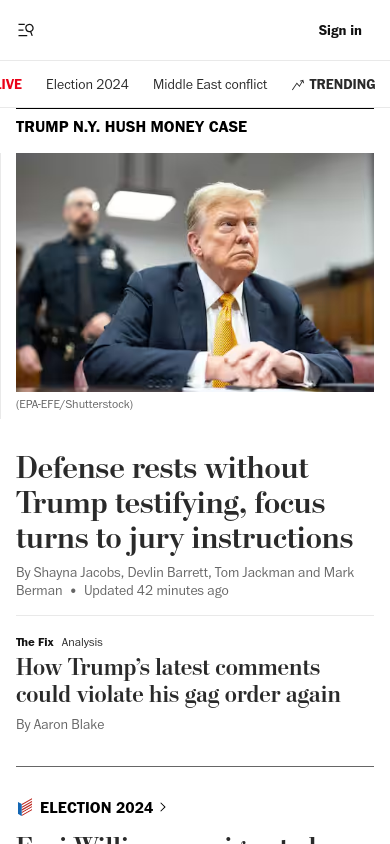 Sign in
IVE Election 2024 Middle East conflict TRENDING
TRUMP N.Y. HUSH MONEY CASE
(EPA-EFE/Shutterstock)
Defense rests without
Trump testifying, focus
turns to jury instructions
By Shayna Jacobs, Devlin Barrett, Tom Jackman and Mark
Berman • Updated 42 minutes ago
The Fix Analysis
How Trump’s latest comments
could violate his gag order again
By Aaron Blake
ELECTION 2024